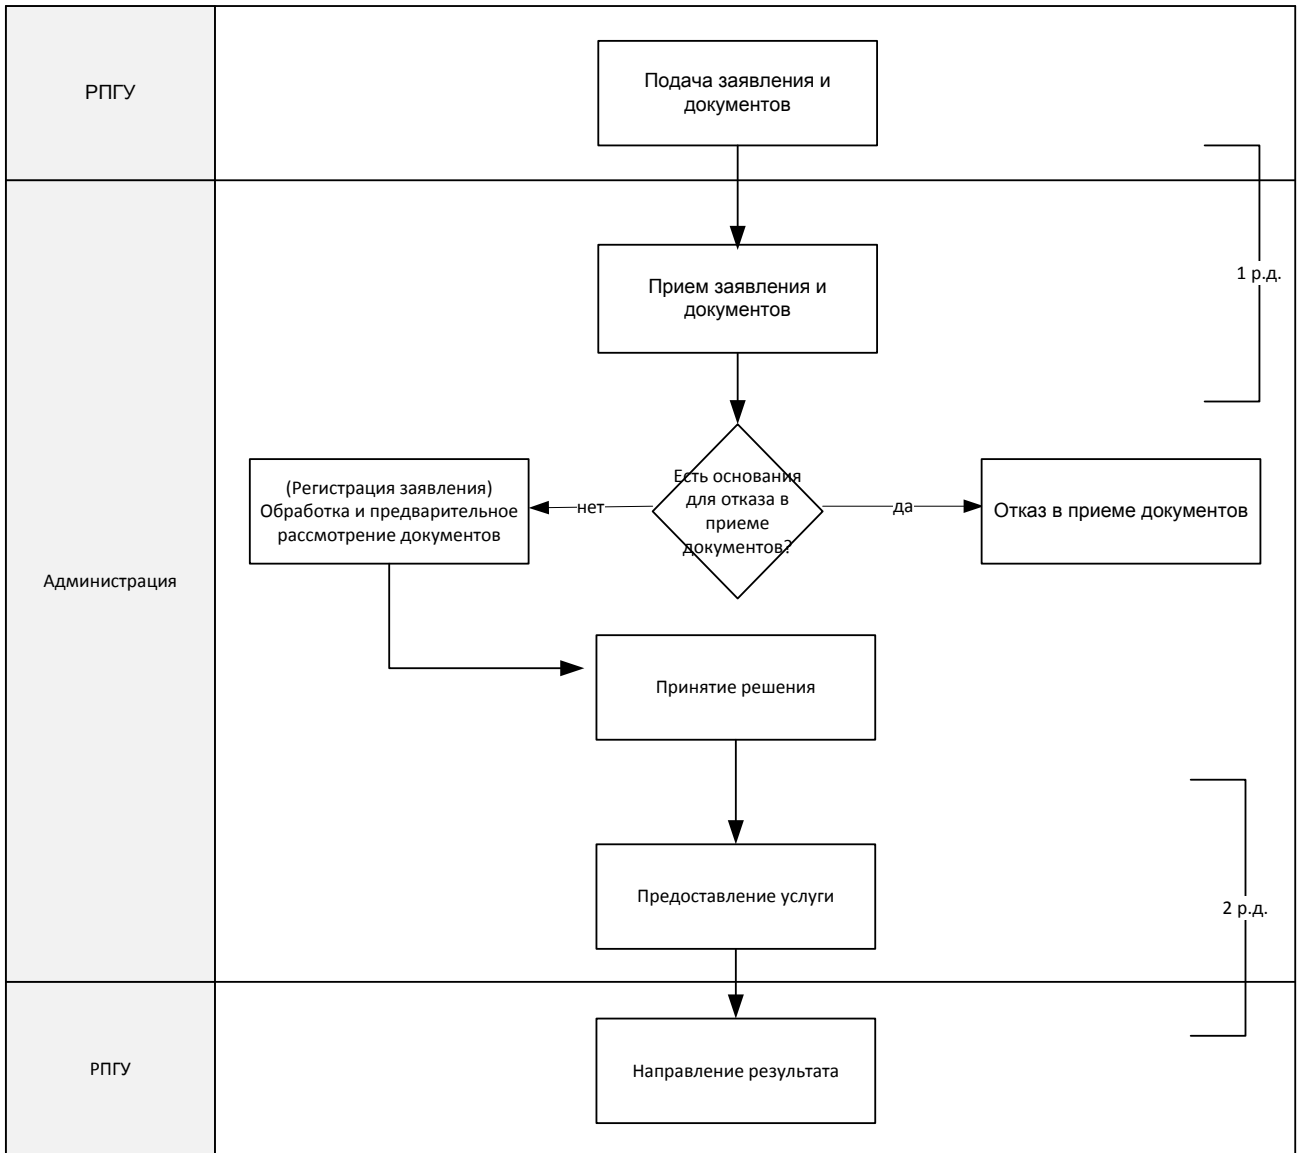 РПГУ
Подача заявления и
документов
Прием заявления и
документов
1 р.д.
Администрация
(Регистрация заявления)
Обработка и предварительное
рассмотрение документов
нет
Есть основания
для отказа в
приеме
документов?
да
Отказ в приеме документов
Принятие решения
Предоставление услуги
2 р.д.
РПГУ
Направление результата